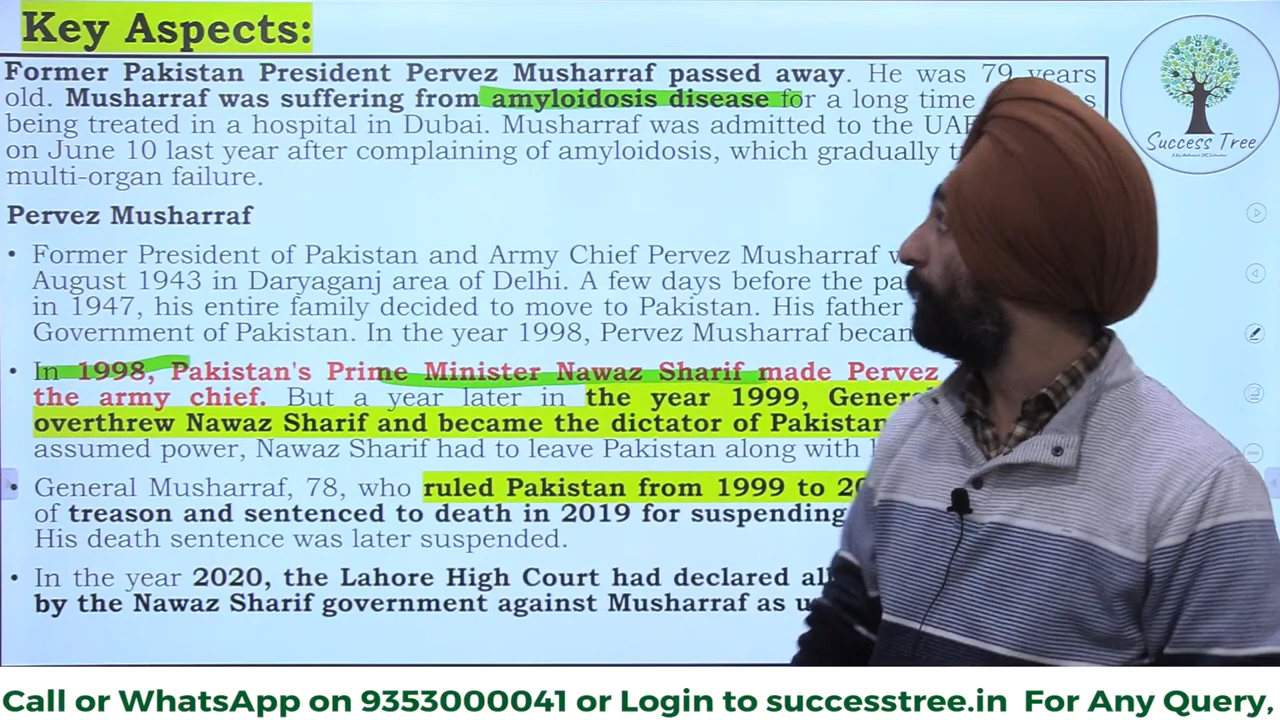 Key Aspects:
Former Pakistan President Pervez Musharraf passed away. He was 79 years
old. Musharraf was suffering from amyloidosis disease for a long time
being treated in a hospital in Dubai. Musharraf was admitted to the UAE
on June 10 last year after complaining of amyloidosis, which gradually
multi-organ failure.
Success Tree
Pervez Musharraf
• Former President of Pakistan and Army Chief Pervez Musharraf
August 1943 in Daryaganj area of Delhi. A few days before the
in 1947, his entire family decided to move to Pakistan. His father
Government of Pakistan. In the year 1998, Pervez Musharraf
• In 1998, Pakistan's Prime Minister Nawaz Sharif made Pervez
the army chief. But a year later in the year 1999,
overthrew Nawaz Sharif and became the dictator of Pakistan
assumed power, Nawaz Sharif had to leave Pakistan along with
• General Musharraf, 78, who ruled Pakistan from 1999 to
of treason and sentenced to death in 2019 for suspending
His death sentence was later suspended.
• In the year 2020, the Lahore High Court had declared
by the Nawaz Sharif government against Musharraf as
Call or WhatsApp on 9353000041 or Login to successtree.in For Any Query,